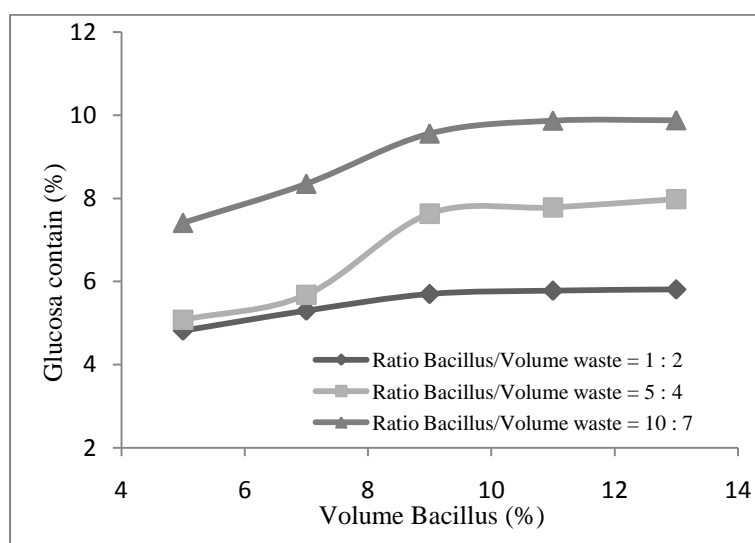 12
10
8
6
4
2
Glucosa contain (%)
Ratio Bacillus/Volume waste = 1 : 2
Ratio Bacillus/Volume waste = 5 : 4
Ratio Bacillus/Volume waste = 10 : 7
4 6 8 10 12 14
Volume Bacillus (%)